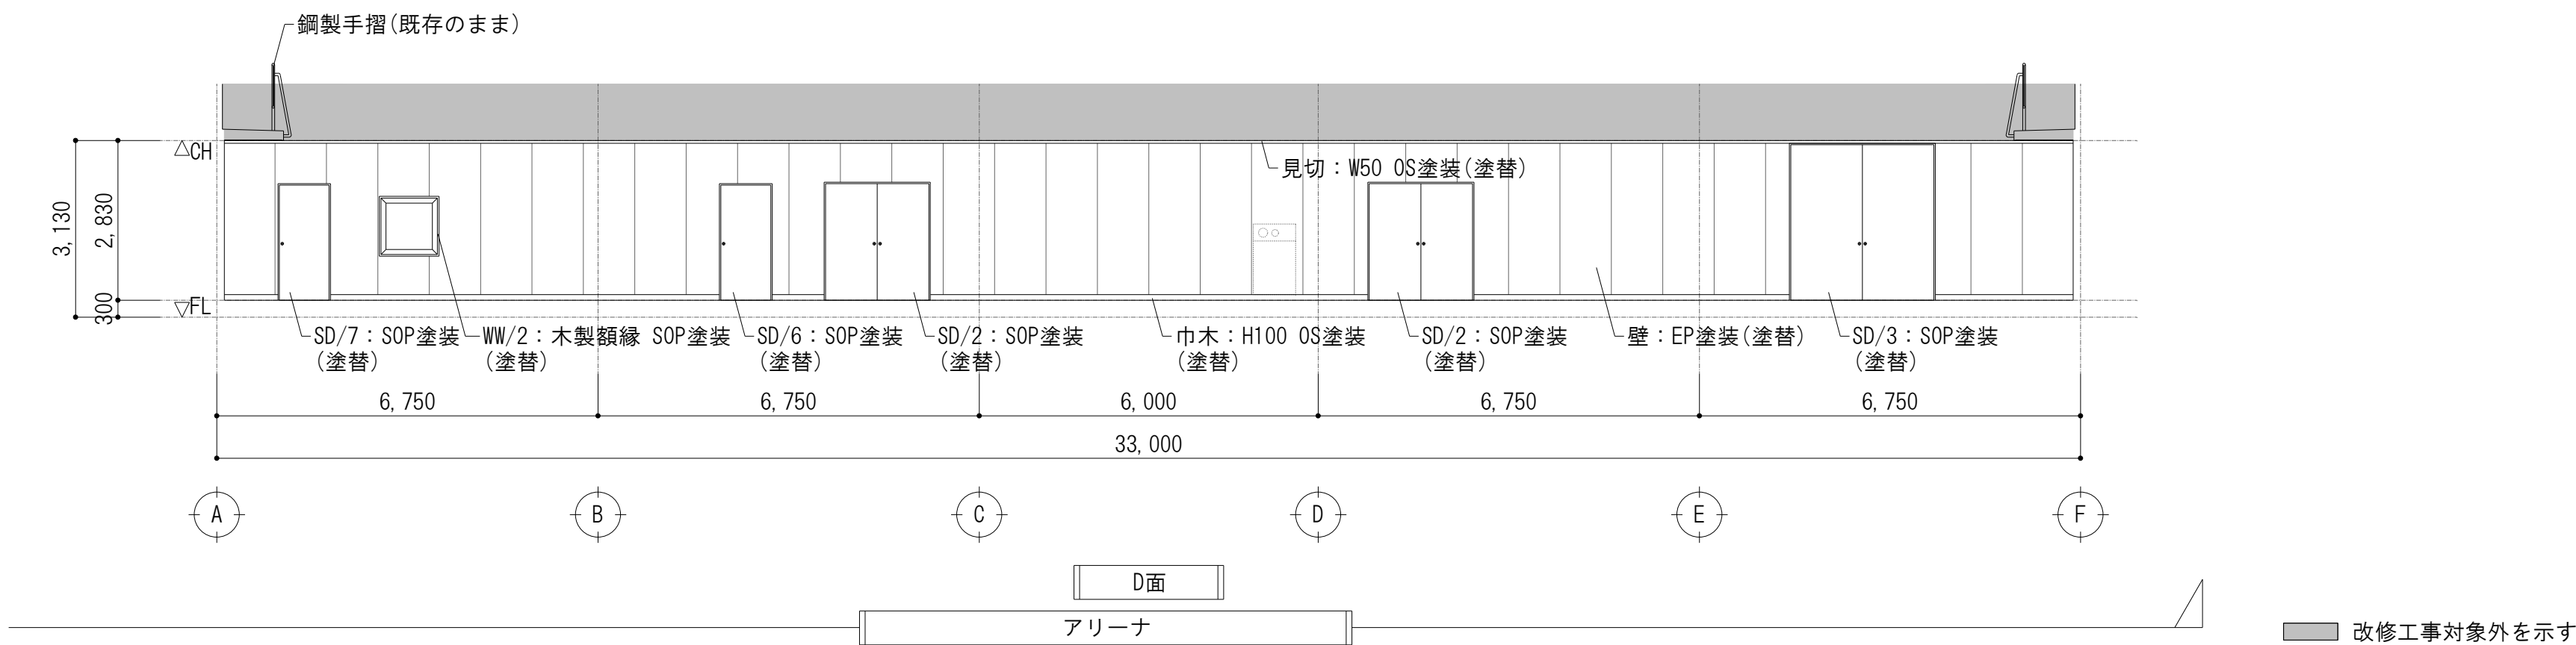 鋼製手摺(既存のまま)
△CH
見切：W50 OS塗装(塗替)
3,130
2,830
300
▽FL
SD/7：SOP塗装
(塗替)
WW/2：木製額縁 SOP塗装
(塗替)
SD/6：SOP塗装
(塗替)
SD/2：SOP塗装
(塗替)
巾木：H100 OS塗装
(塗替)
SD/2：SOP塗装
(塗替)
壁：EP塗装(塗替)
SD/3：SOP塗装
(塗替)
6,750
6,750
6,000
6,750
6,750
33,000
A
B
C
D
E
F
D面
アリーナ
改修工事対象外を示す